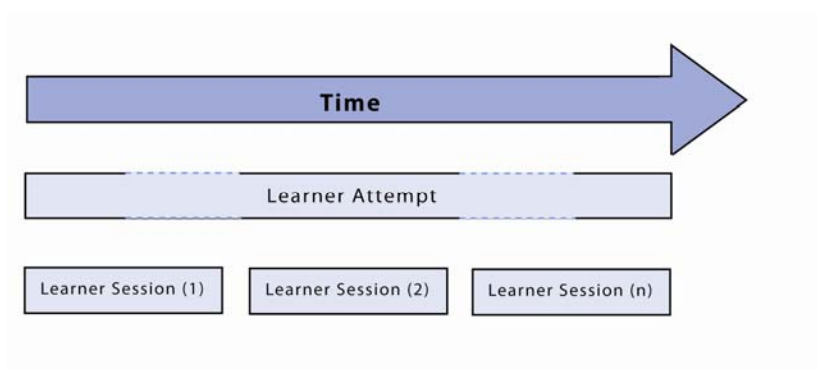 Time
Learner Attempt
Learner Session (1)
Learner Session (2)
Learner Session (n)